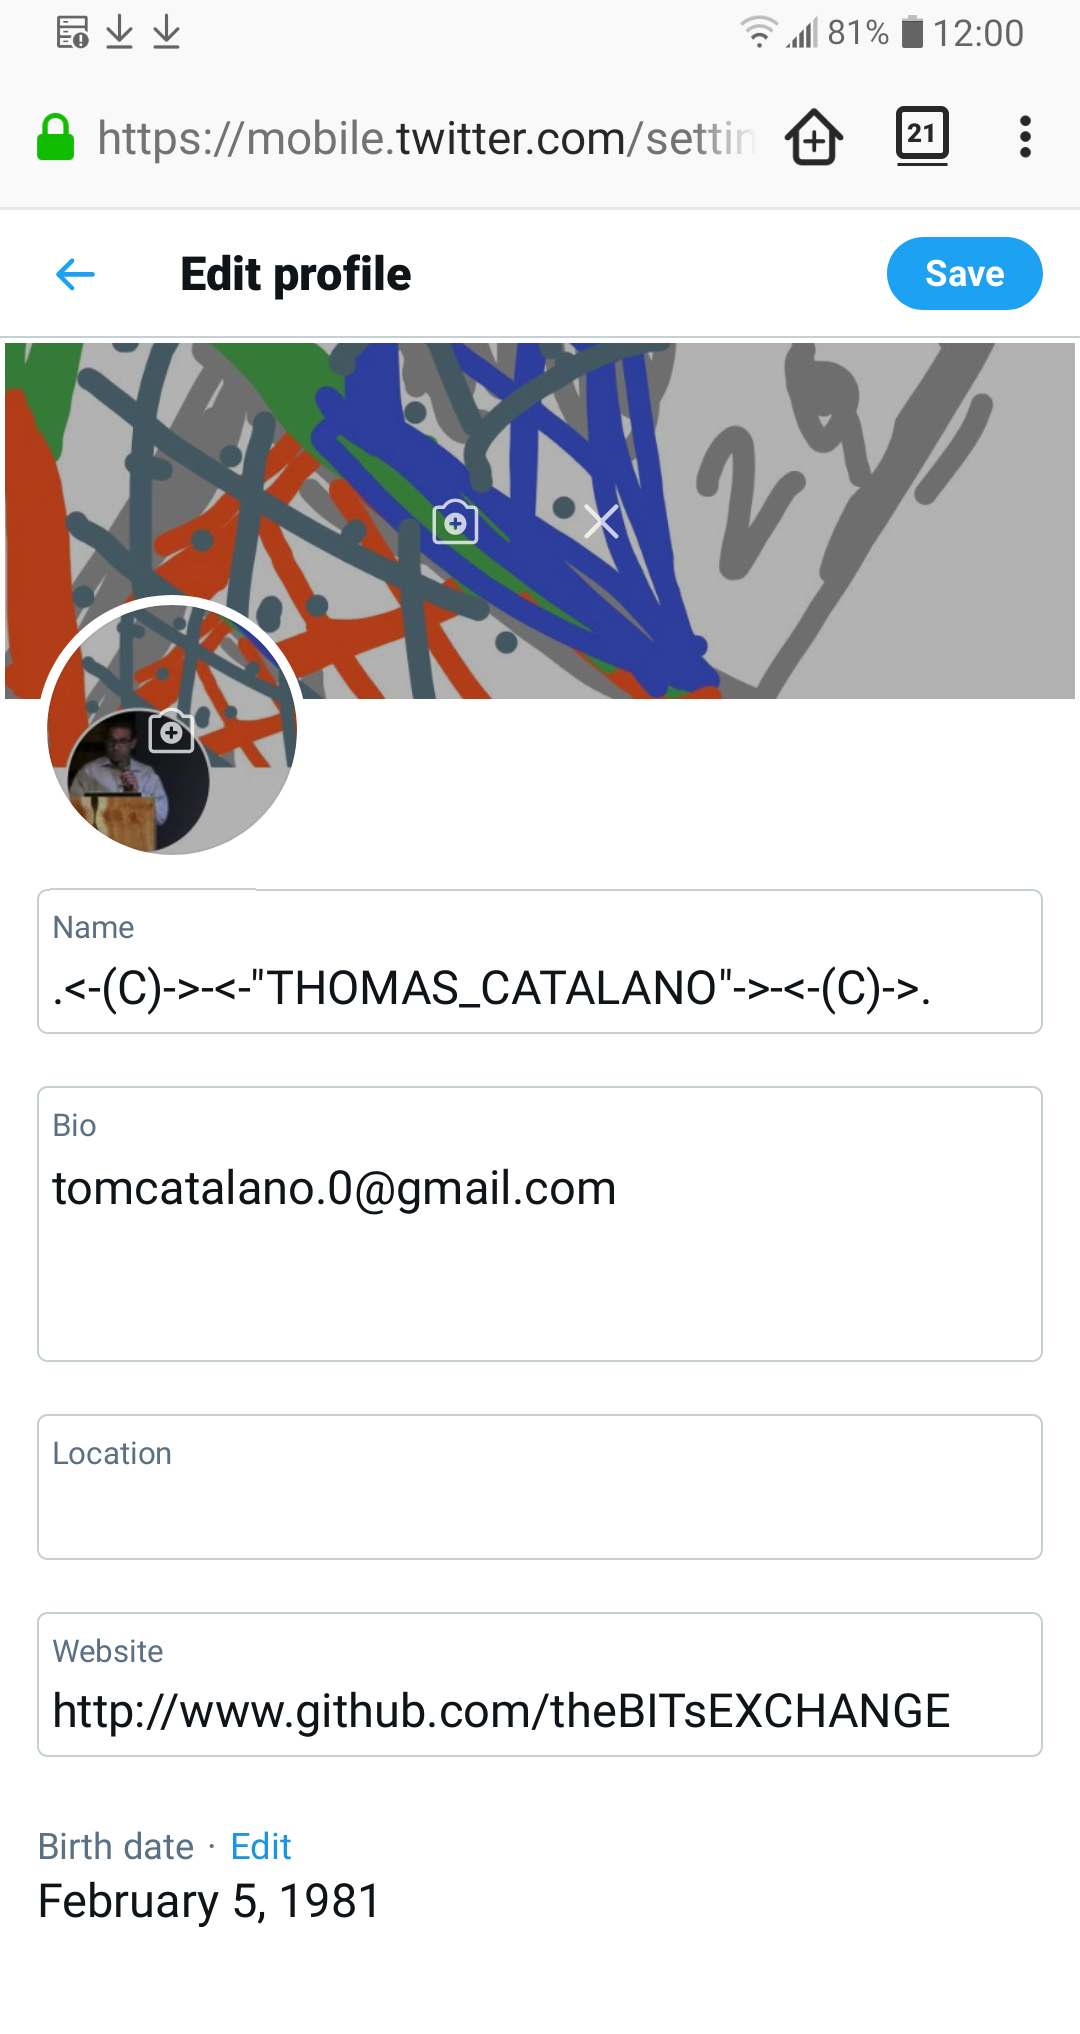 81% 12:00
https://mobile.twitter.com/settin
21
Edit profile
Save
29
Name
.<-(C)->-<-"THOMAS_CATALANO"->-<-(C)->.
Bio
tomcatalano.0@gmail.com
Location
Website
http://www.github.com/theBITsEXCHANGE
Birth date · Edit
February 5, 1981